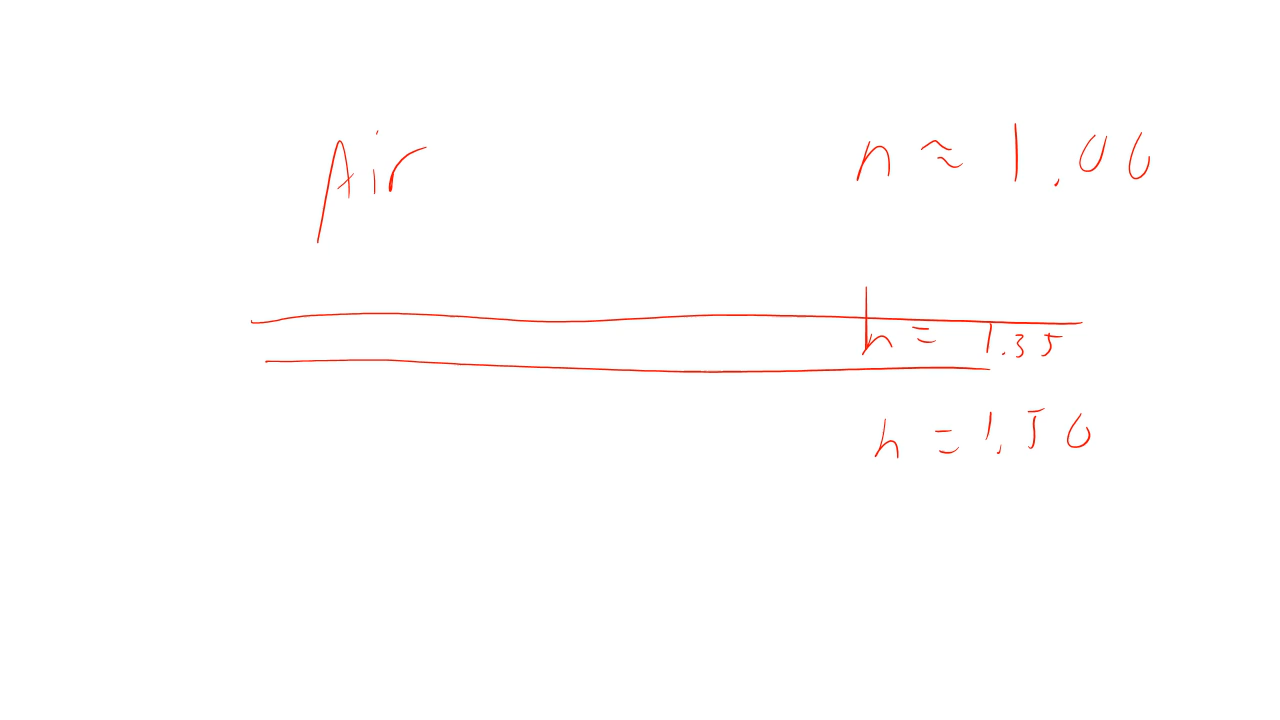 Air n ≈ 1.00
n = 1.35
n = 1.50